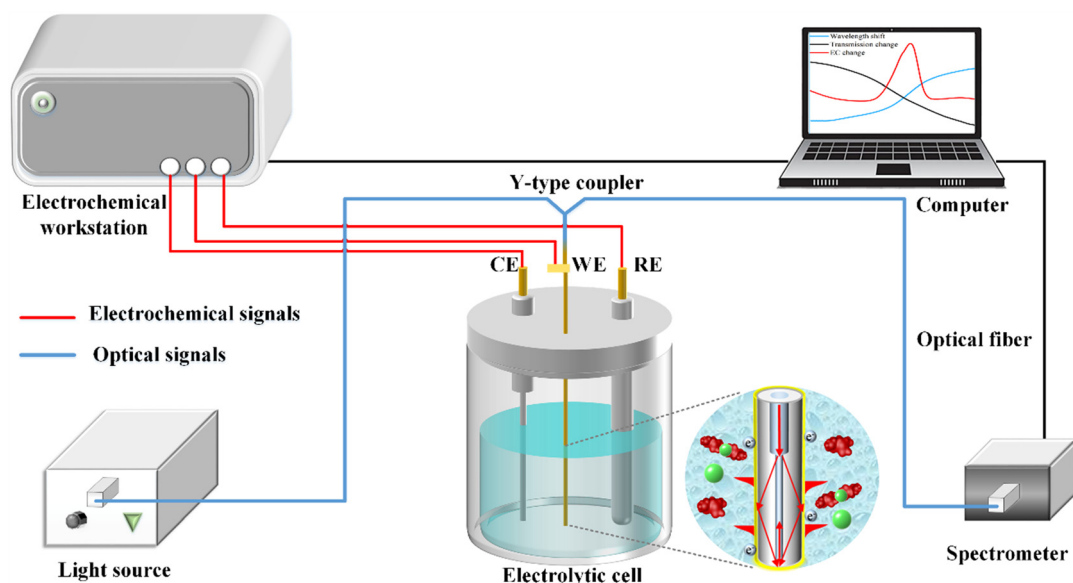 Wavelength shift
Transmission change
EC change
Y-type coupler
Electrochemical
workstation
Computer
CE
WE
RE
Electrochemical signals
Optical signals
Optical fiber
Light source
Electrolytic cell
Spectrometer